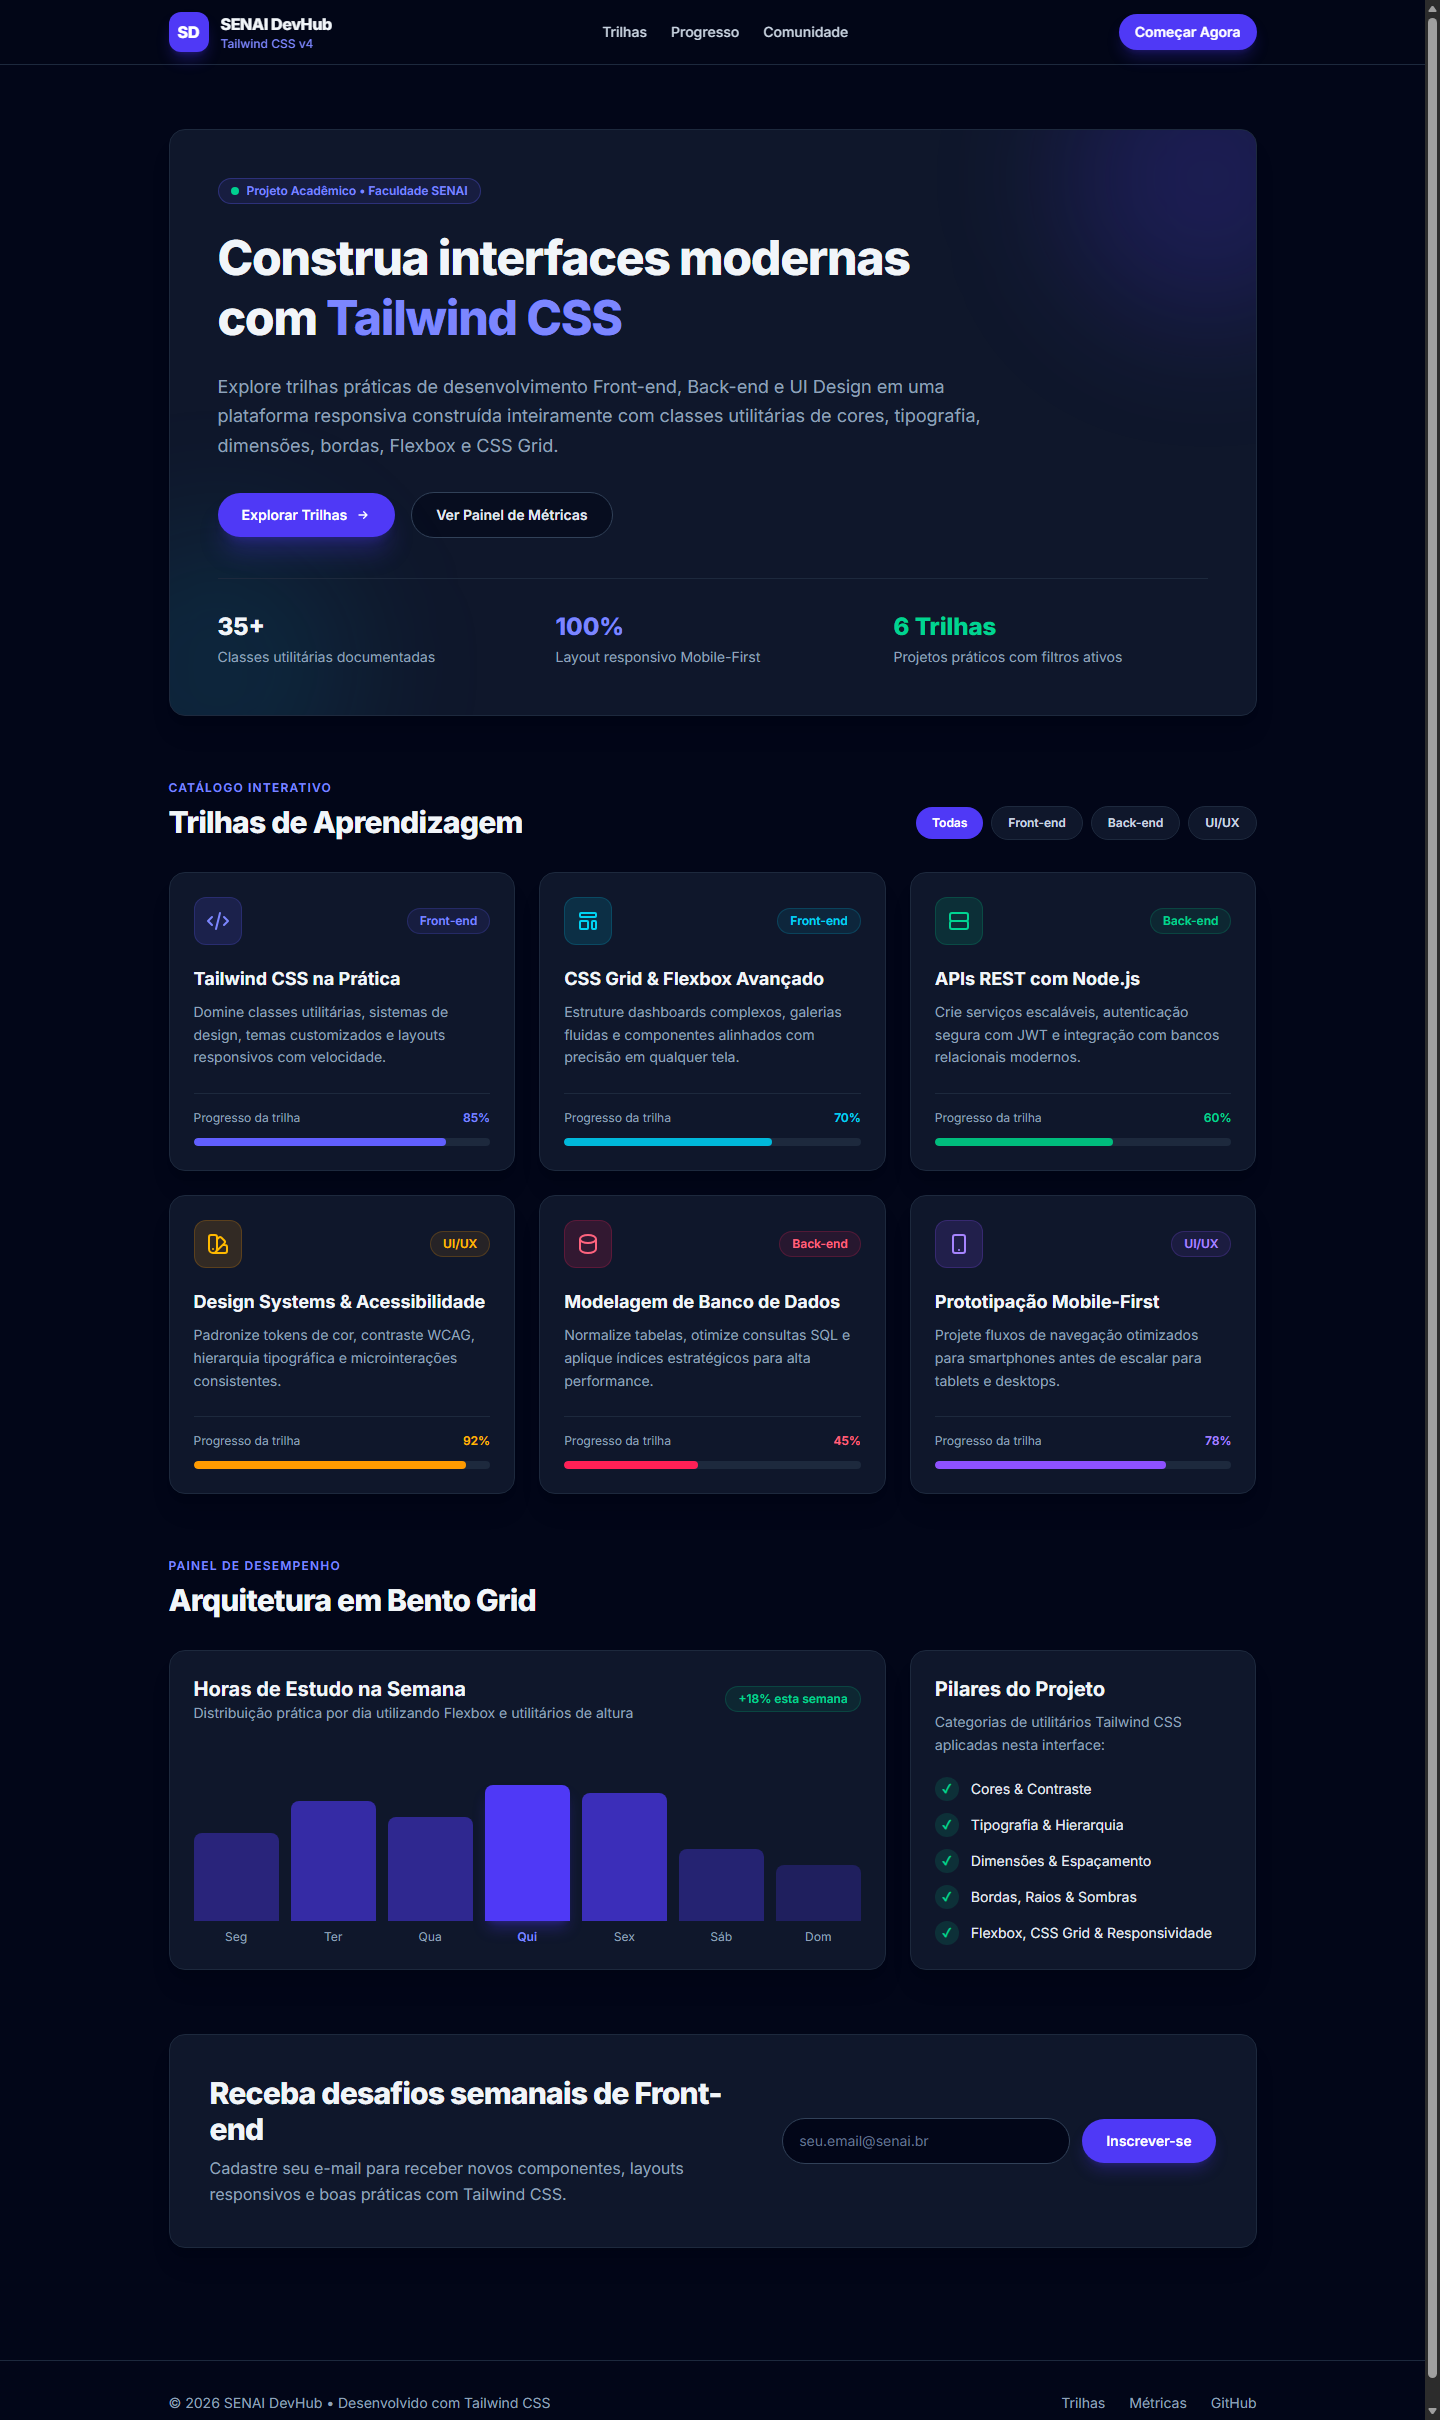 SD
SENAI DevHub
Tailwind CSS v4
Trilhas
Progresso
Comunidade
Começar Agora
Projeto Acadêmico • Faculdade SENAI
Construa interfaces modernas
com Tailwind CSS
Explore trilhas práticas de desenvolvimento Front-end, Back-end e UI Design em uma
plataforma responsiva construída inteiramente com classes utilitárias de cores, tipografia,
dimensões, bordas, Flexbox e CSS Grid.
Explorar Trilhas →
Ver Painel de Métricas
35+
Classes utilitárias documentadas
100%
Layout responsivo Mobile-First
6 Trilhas
Projetos práticos com filtros ativos
CATÁLOGO INTERATIVO
Trilhas de Aprendizagem
Todas
Front-end
Back-end
UI/UX
Front-end
Tailwind CSS na Prática
Domine classes utilitárias, sistemas de
design, temas customizados e layouts
responsivos com velocidade.
Progresso da trilha
85%
Front-end
CSS Grid & Flexbox Avançado
Estruture dashboards complexos, galerias
fluidas e componentes alinhados com
precisão em qualquer tela.
Progresso da trilha
70%
Back-end
APIs REST com Node.js
Crie serviços escaláveis, autenticação
segura com JWT e integração com bancos
relacionais modernos.
Progresso da trilha
60%
UI/UX
Design Systems & Acessibilidade
Padronize tokens de cor, contraste WCAG,
hierarquia tipográfica e microinterações
consistentes.
Progresso da trilha
92%
Back-end
Modelagem de Banco de Dados
Normalize tabelas, otimize consultas SQL e
aplique índices estratégicos para alta
performance.
Progresso da trilha
45%
UI/UX
Prototipação Mobile-First
Projete fluxos de navegação otimizados
para smartphones antes de escalar para
tablets e desktops.
Progresso da trilha
78%
PAINEL DE DESEMPENHO
Arquitetura em Bento Grid
Horas de Estudo na Semana
Distribuição prática por dia utilizando Flexbox e utilitários de altura
+18% esta semana
Seg
Ter
Qua
Qui
Sex
Sáb
Dom
Pilares do Projeto
Categorias de utilitários Tailwind CSS
aplicadas nesta interface:
✓ Cores & Contraste
✓ Tipografia & Hierarquia
✓ Dimensões & Espaçamento
✓ Bordas, Raios & Sombras
✓ Flexbox, CSS Grid & Responsividade
Receba desafios semanais de Front-
end
Cadastre seu e-mail para receber novos componentes, layouts
responsivos e boas práticas com Tailwind CSS.
seu.email@senai.br
Inscrever-se
© 2026 SENAI DevHub • Desenvolvido com Tailwind CSS
Trilhas
Métricas
GitHub